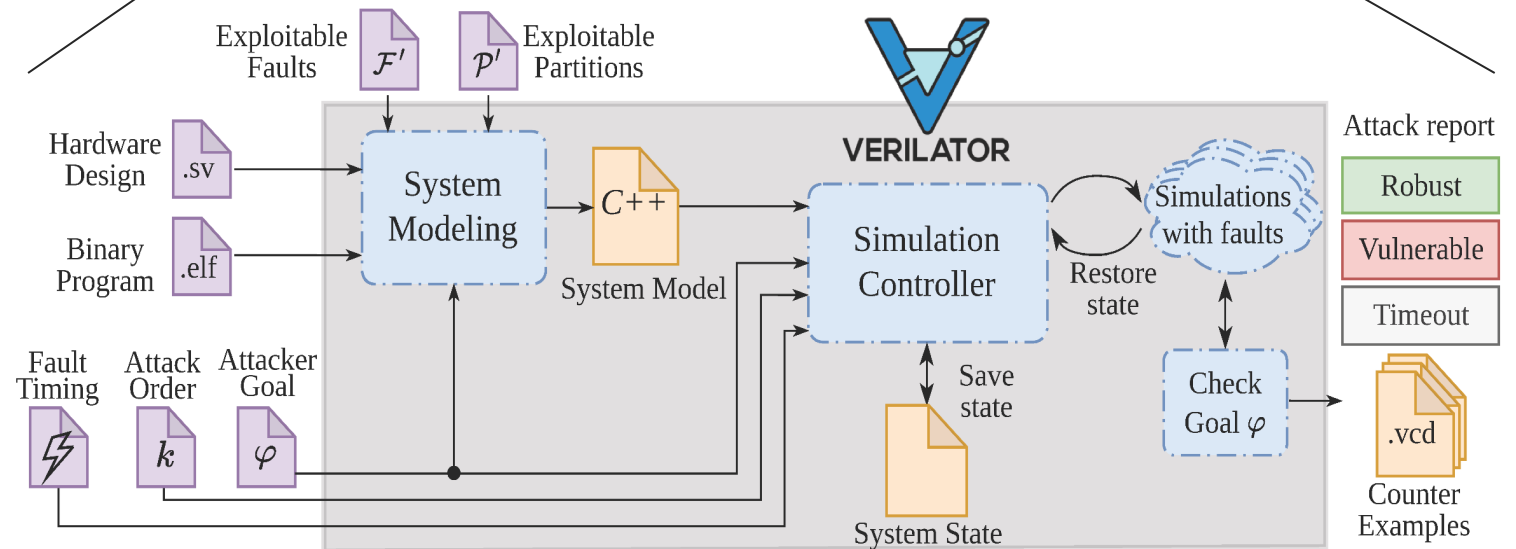 Exploitable
Faults
ℱ′
𝒫′
Exploitable
Partitions
Hardware
Design
.sv
Binary
Program
.elf
System
Modeling
C++
System Model
VERILATOR
Simulation
Controller
Simulations
with faults
Restore
state
Save
state
System State
Check
Goal φ
Fault
Timing
Attack
Order
k
Attacker
Goal
φ
Attack report
Robust
Vulnerable
Timeout
.vcd
Counter
Examples